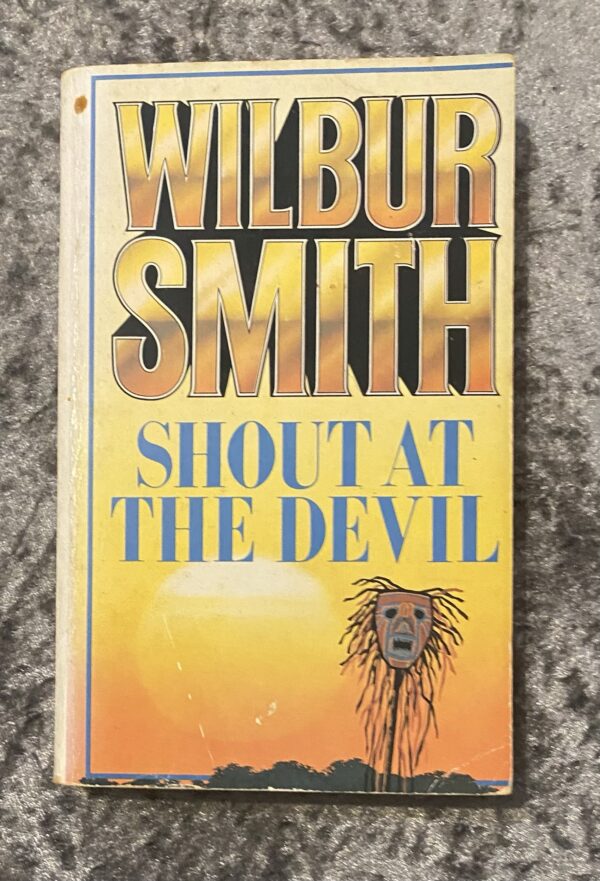 WILBUR
SMITH
SHOUT AT
THE DEVIL